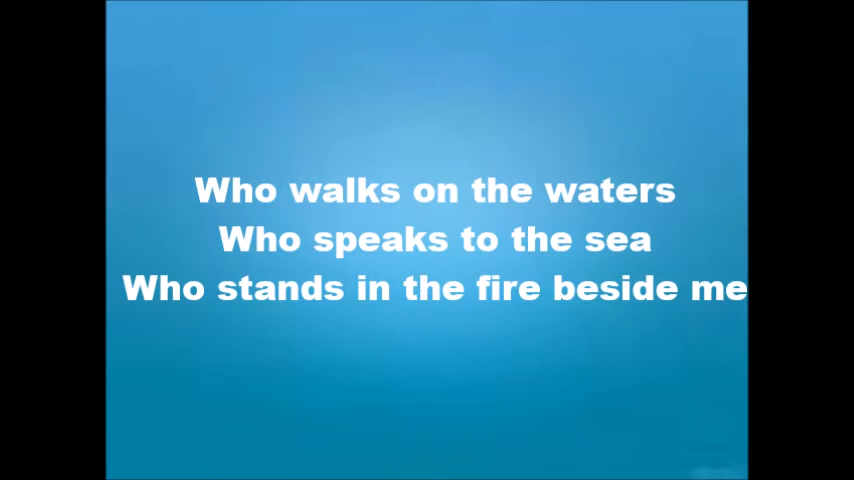 Who walks on the waters
Who speaks to the sea
Who stands in the fire beside me